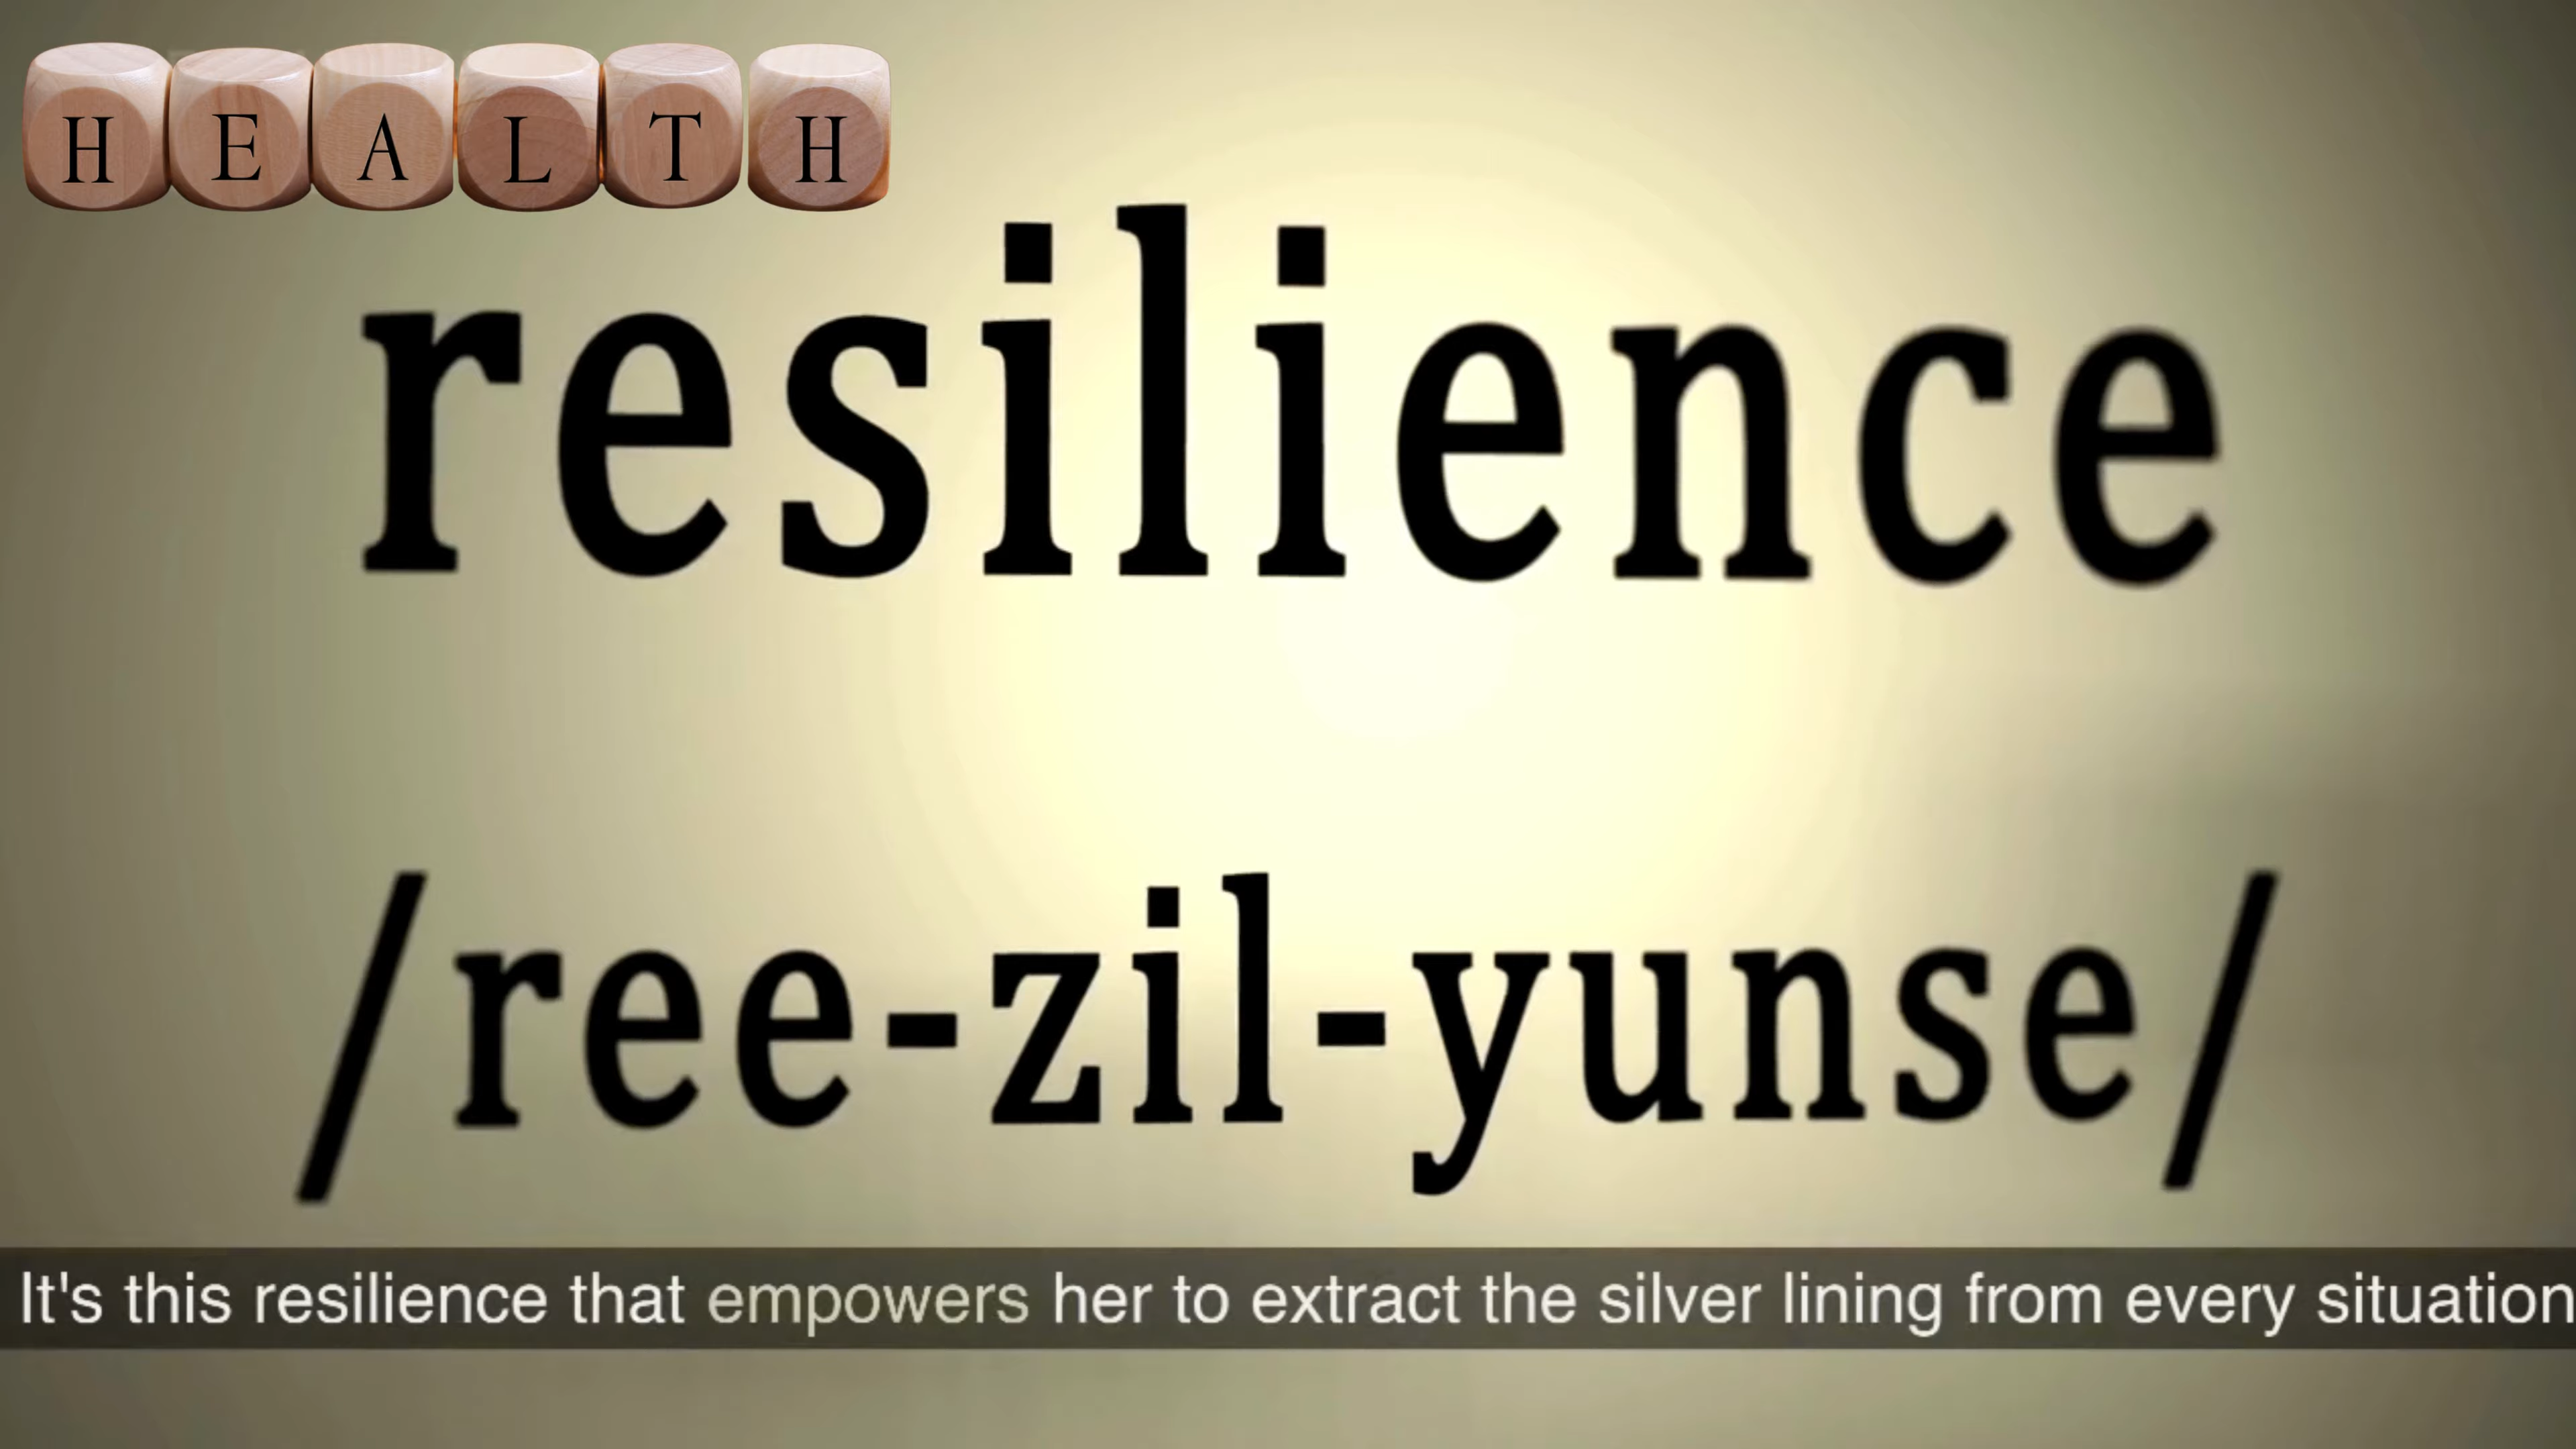 HEALTH
resilience
/ree-zil-yunse/
It's this resilience that empowers her to extract the silver lining from every situation